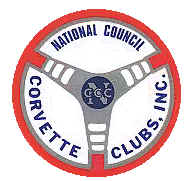 NATIONAL COUNCIL
CORVETTE
CLUBS, INC.
NCCC